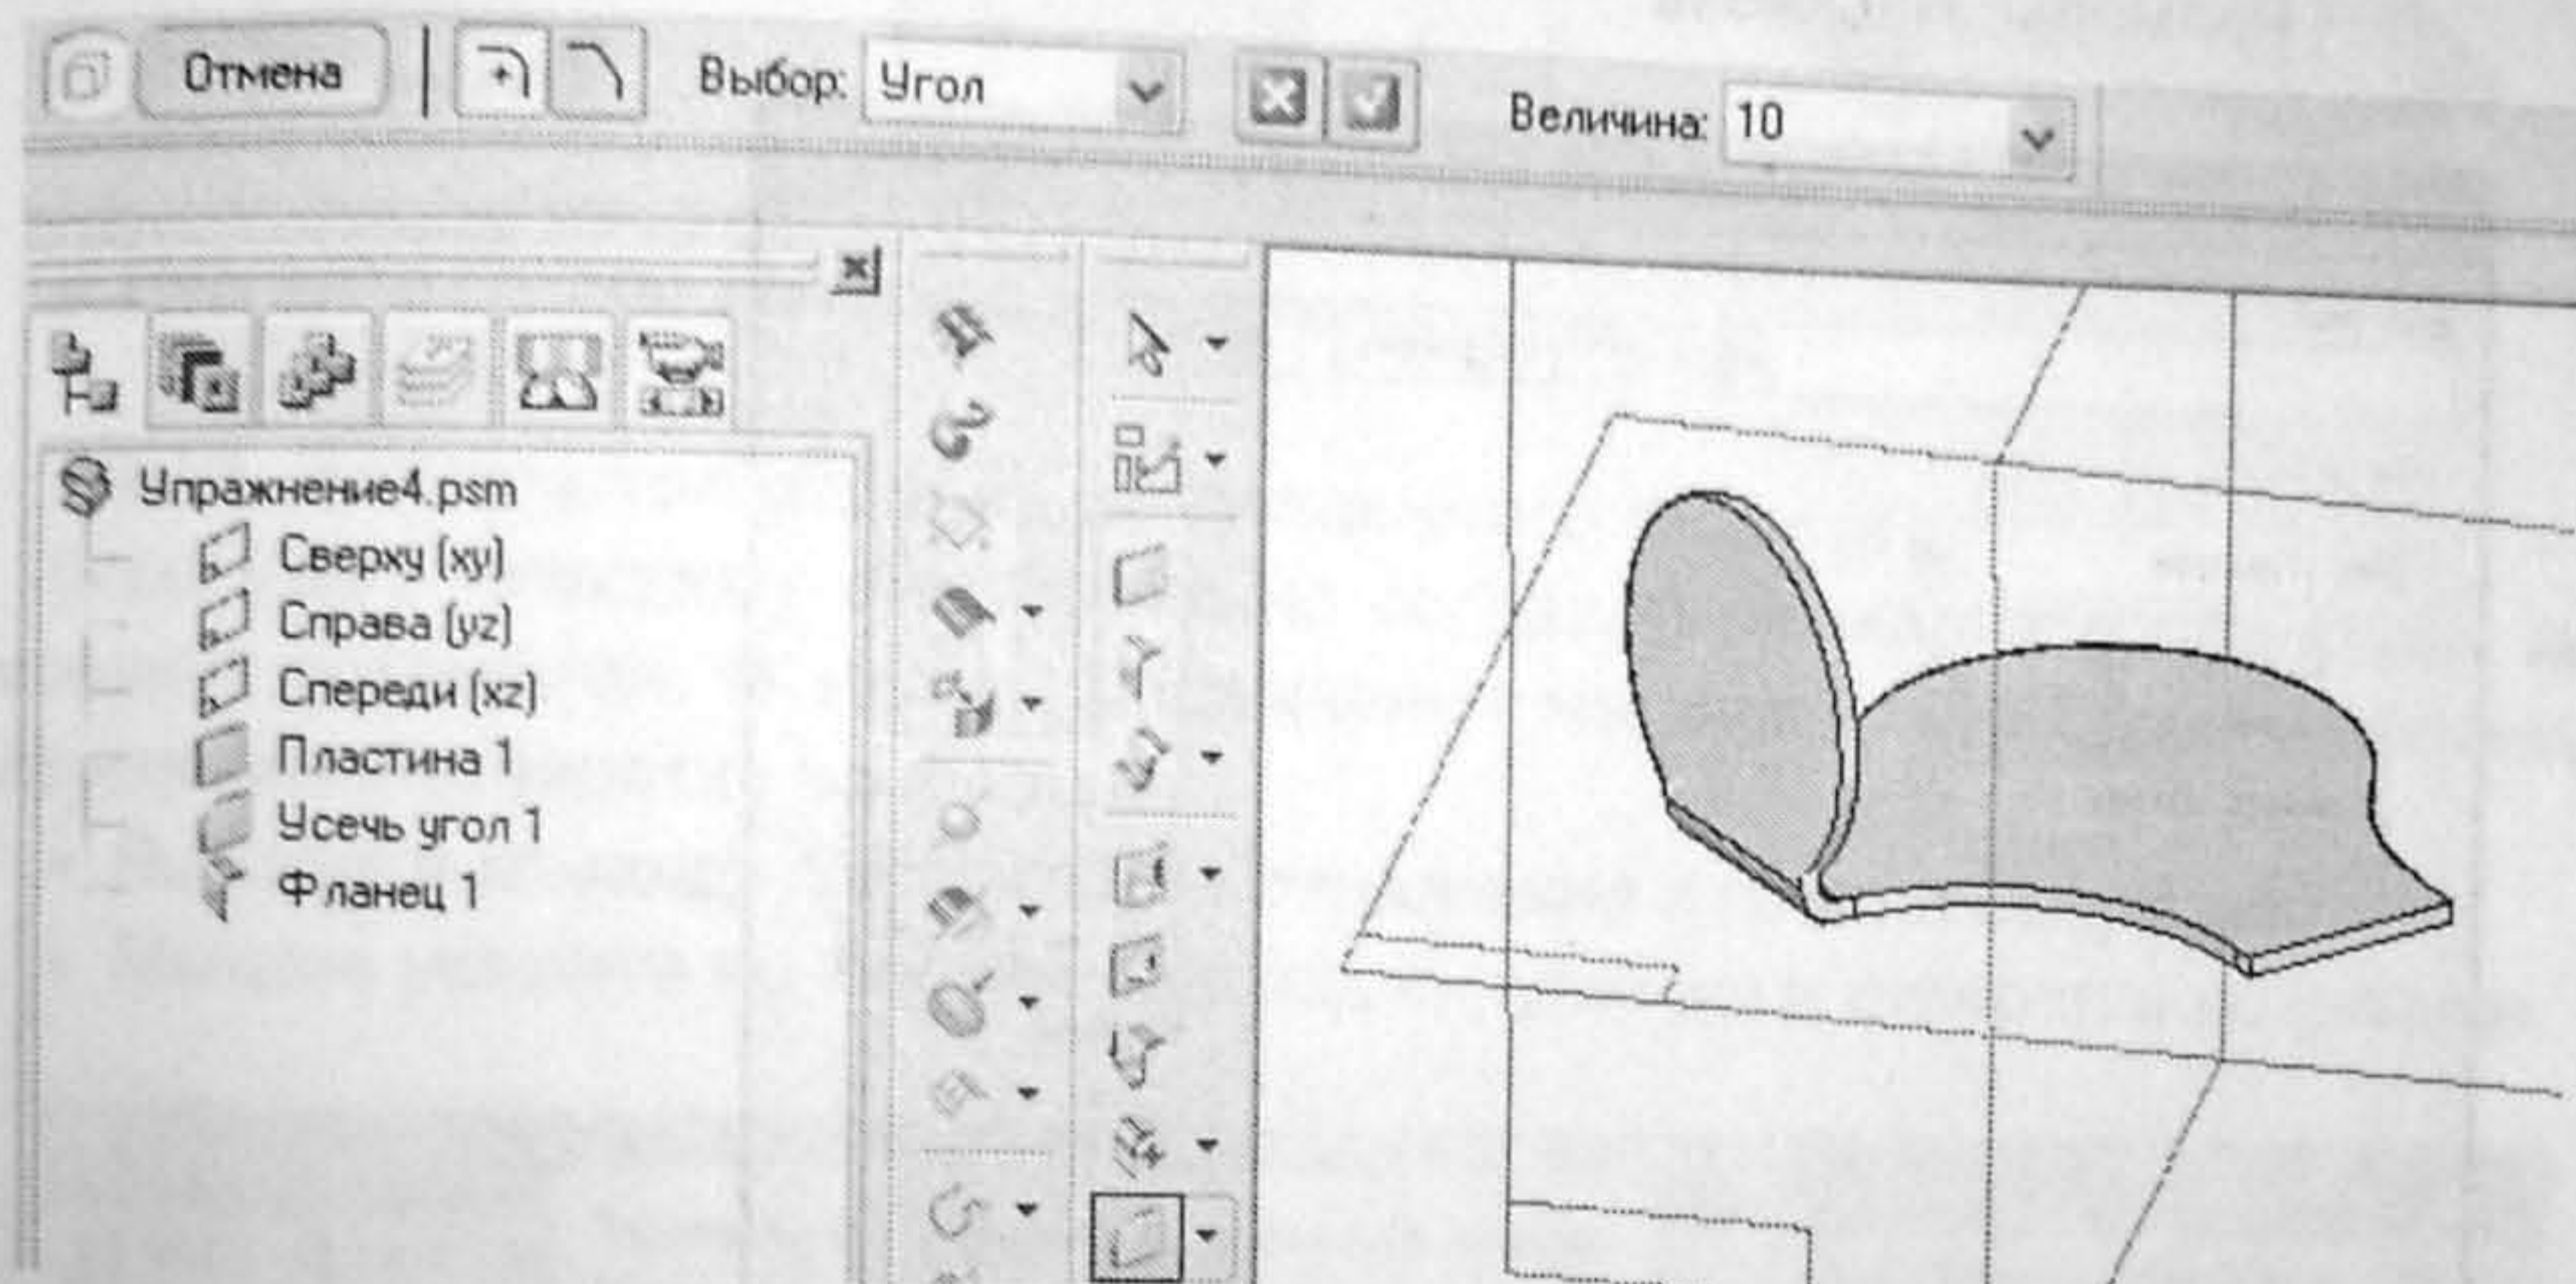 Отмена Выбор: Угол Величина: 10
Упражнение4.psm
Сверху (xy)
Справа (yz)
Спереди (xz)
Пластина 1
Усечь угол 1
Фланец 1